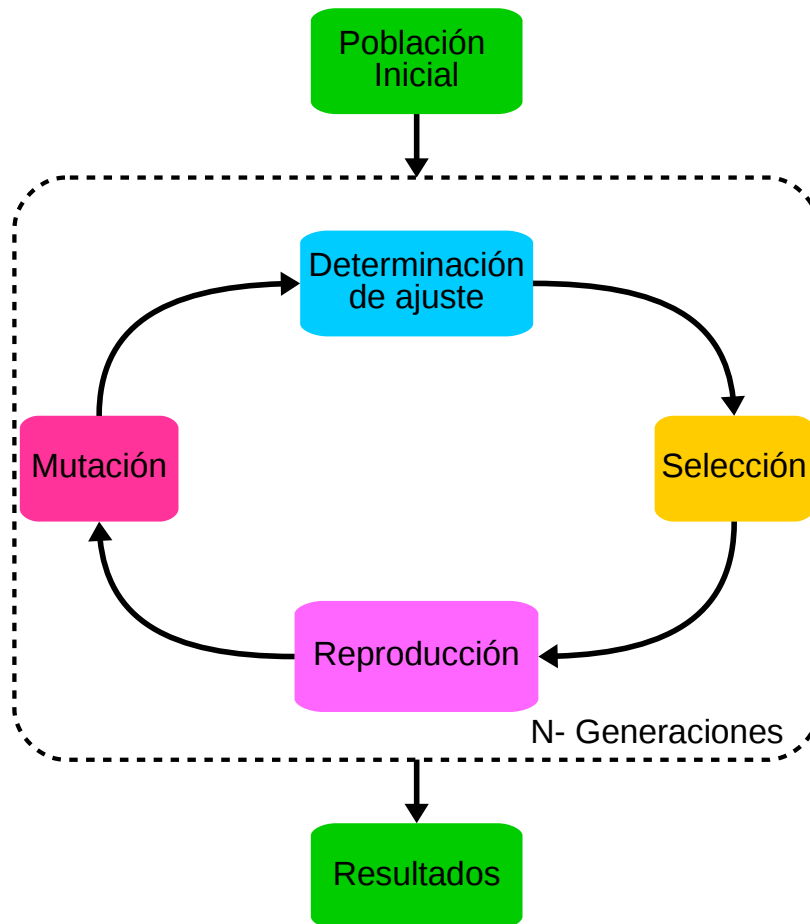 Población
Inicial
Determinación
de ajuste
Mutación
Selección
Reproducción
N- Generaciones
Resultados